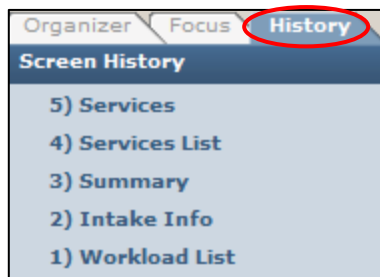 Organizer Focus History
Screen History
5) Services
4) Services List
3) Summary
2) Intake Info
1) Workload List